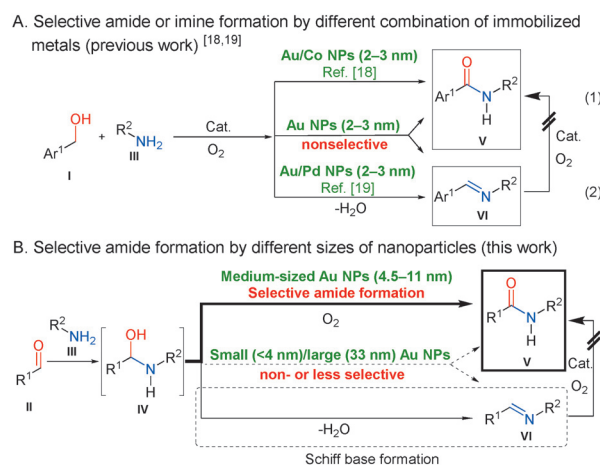 A. Selective amide or imine formation by different combination of immobilized
metals (previous work) [18,19]
Au/Co NPs (2–3 nm)
Ref. [18]
OH
Ar1
I
+
R2
NH2
III
Cat.
O2
Au NPs (2–3 nm)
nonselective
Au/Pd NPs (2–3 nm)
Ref. [19]
-H2O
O
Ar1
N
H
R2
V
(1)
Cat.
O2
Ar1
N
R2
VI
(2)
B. Selective amide formation by different sizes of nanoparticles (this work)
Medium-sized Au NPs (4.5–11 nm)
Selective amide formation
O2
O
R1
II
R2
NH2
III
OH
R1
N
H
R2
IV
Small (<4 nm)/large (33 nm) Au NPs
non- or less selective
-H2O
O
R1
N
H
R2
V
Cat.
O2
R1
N
R2
VI
Schiff base formation